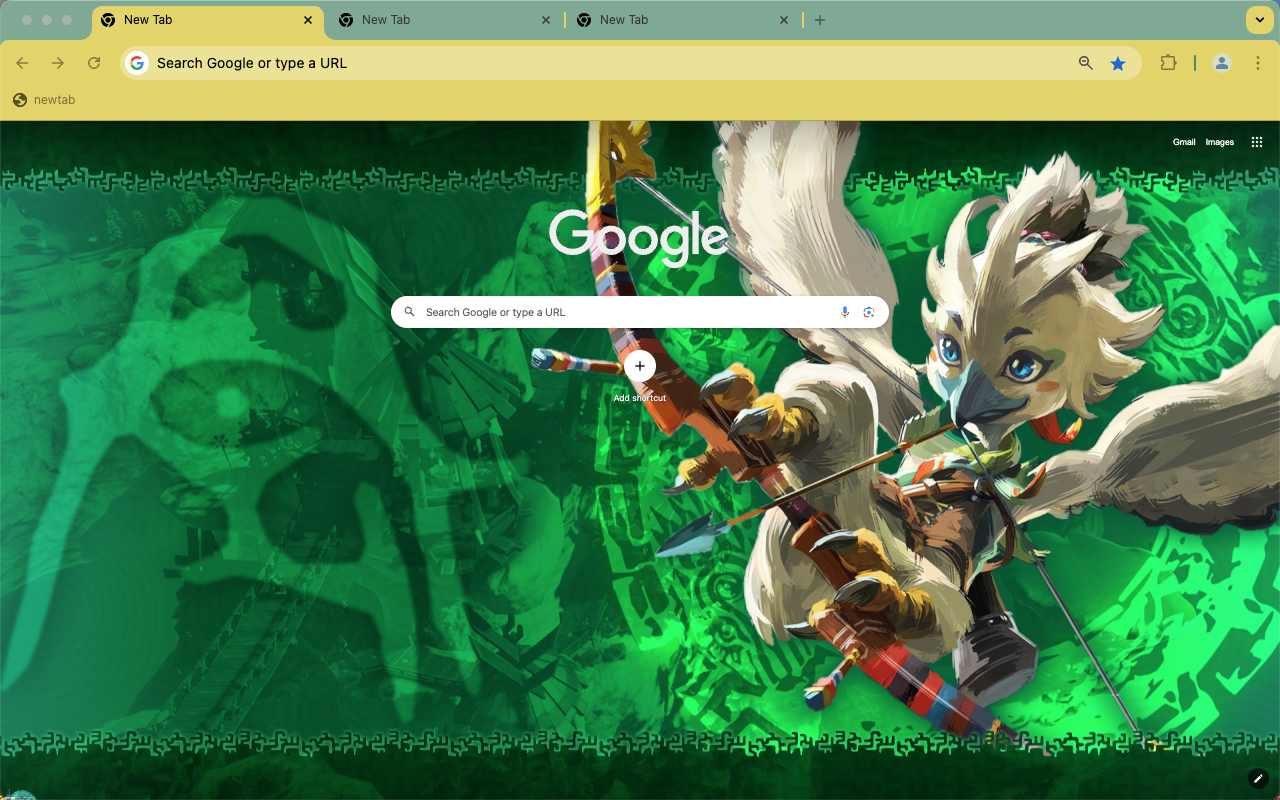 New Tab
New Tab
New Tab
Search Google or type a URL
newtab
Gmail
Images
Google
Search Google or type a URL
Add shortcut